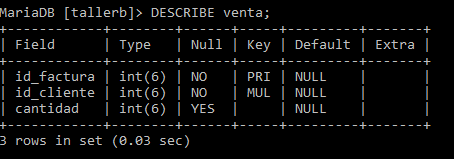 MariaDB [tallerb]> DESCRIBE venta;
+------------+--------+------+-----+---------+-------+
| Field      | Type   | Null | Key | Default | Extra |
+------------+--------+------+-----+---------+-------+
| id_factura | int(6) | NO   | PRI | NULL    |       |
| id_cliente | int(6) | NO   | MUL | NULL    |       |
| cantidad   | int(6) | YES  |     | NULL    |       |
+------------+--------+------+-----+---------+-------+
3 rows in set (0.03 sec)